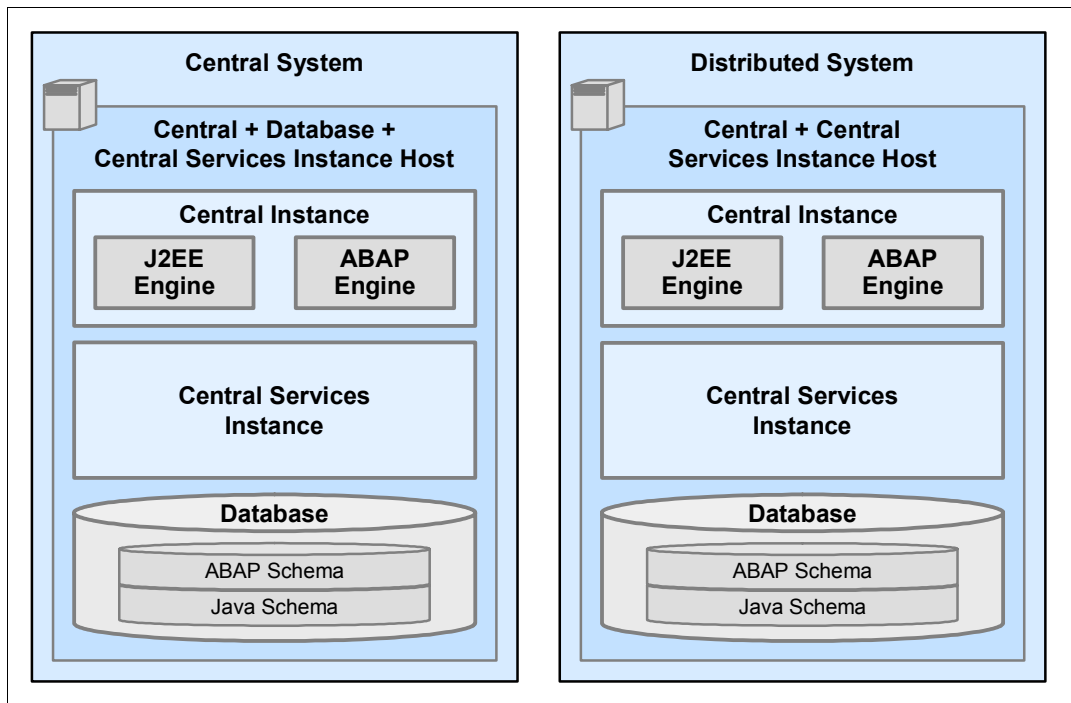 Central System
Central + Database +
Central Services Instance Host
Central Instance
J2EE
Engine
ABAP
Engine
Central Services
Instance
Database
ABAP Schema
Java Schema
Distributed System
Central + Central
Services Instance Host
Central Instance
J2EE
Engine
ABAP
Engine
Central Services
Instance
Database
ABAP Schema
Java Schema